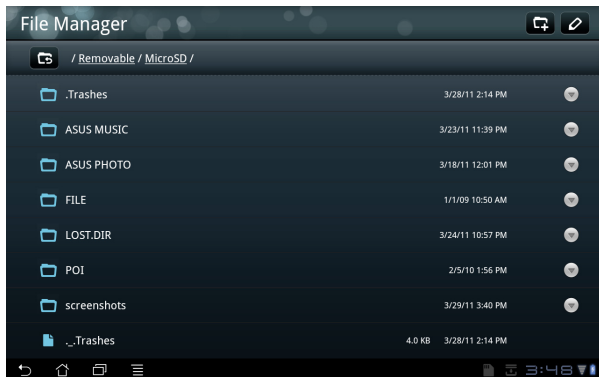 File Manager
/ Removable / MicroSD /
.Trashes 3/28/11 2:14 PM
ASUS MUSIC 3/23/11 11:39 PM
ASUS PHOTO 3/18/11 12:01 PM
FILE 1/1/09 10:50 AM
LOST.DIR 3/24/11 10:57 PM
POI 2/5/10 1:56 PM
screenshots 3/29/11 3:40 PM
._.Trashes 4.0 KB 3/28/11 2:14 PM
3:48